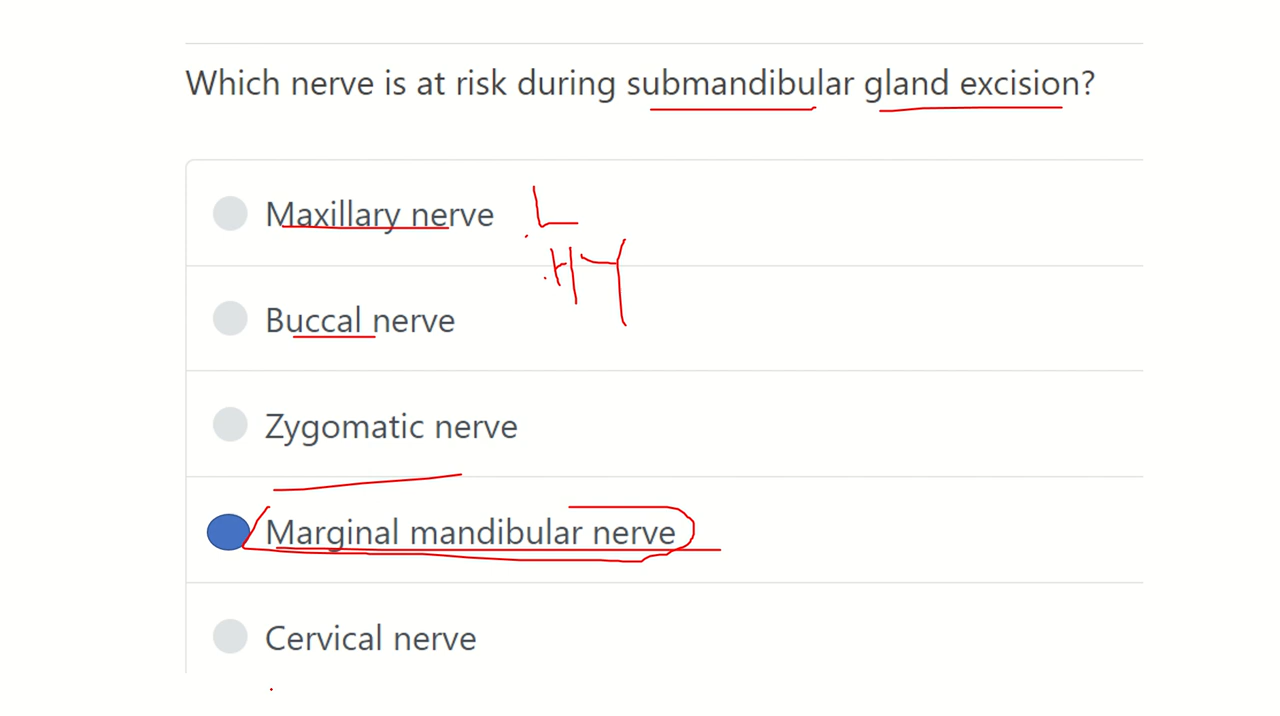 Which nerve is at risk during submandibular gland excision?
Maxillary nerve L
HY
Buccal nerve
Zygomatic nerve
Marginal mandibular nerve
Cervical nerve